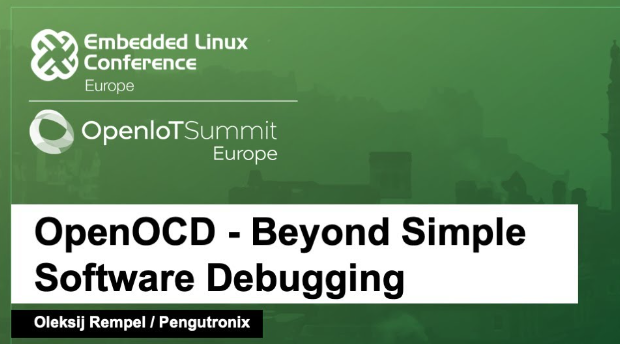 Embedded Linux
Conference
Europe
OpenIoTSummit
Europe
OpenOCD - Beyond Simple
Software Debugging
Oleksij Rempel / Pengutronix